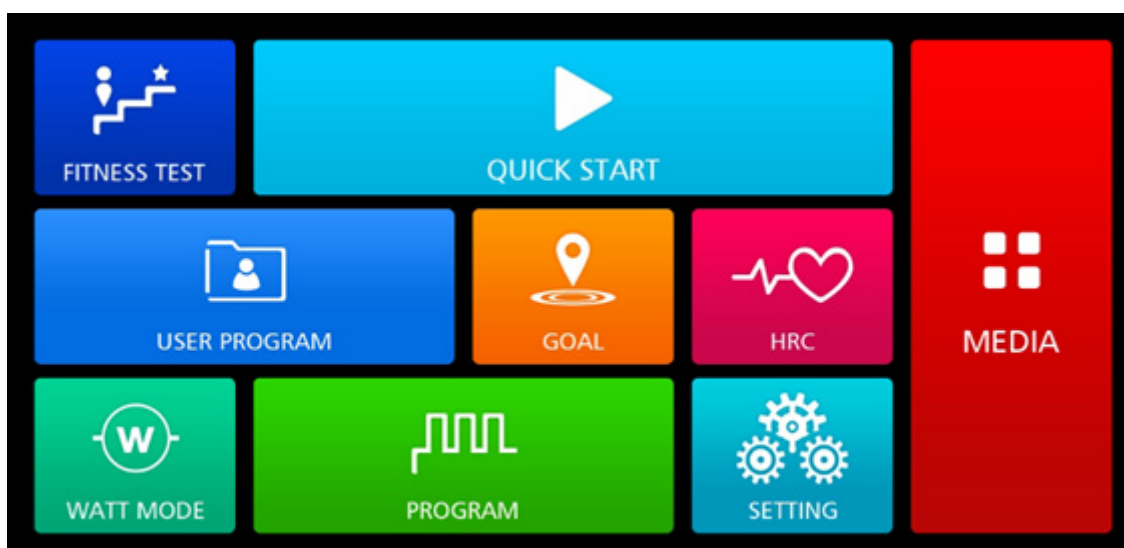 FITNESS TEST
QUICK START
USER PROGRAM
GOAL
HRC
MEDIA
W
WATT MODE
PROGRAM
SETTING